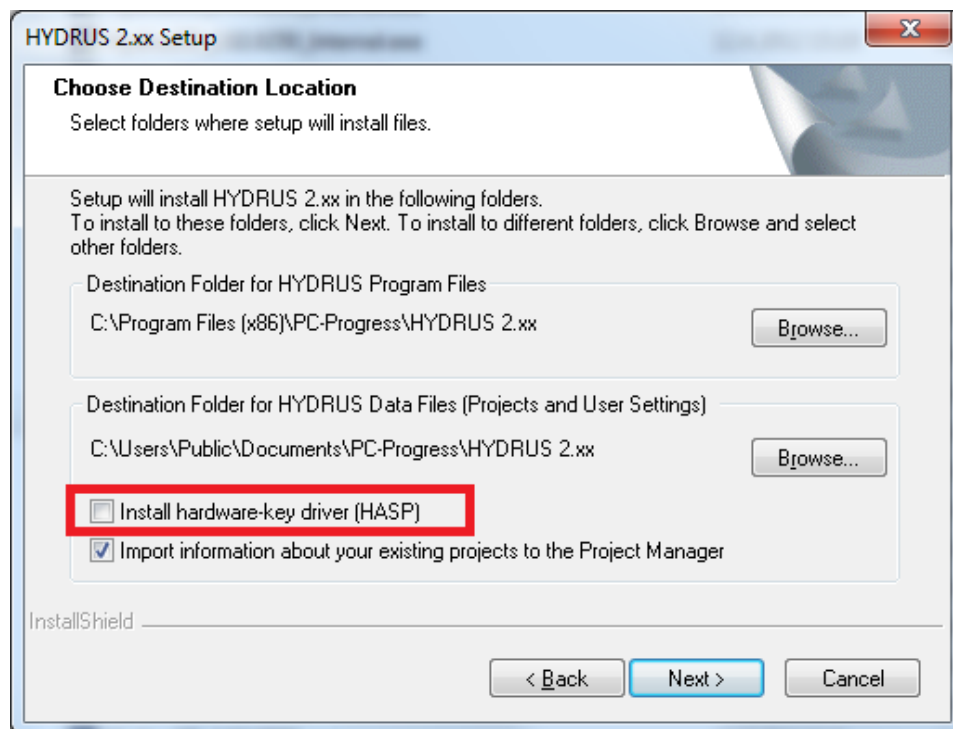 HYDRUS 2.xx Setup
Choose Destination Location
Select folders where setup will install files.
Setup will install HYDRUS 2.xx in the following folders.
To install to these folders, click Next. To install to different folders, click Browse and select
other folders.
Destination Folder for HYDRUS Program Files
C:\Program Files (x86)\PC-Progress\HYDRUS 2.xx
Browse...
Destination Folder for HYDRUS Data Files (Projects and User Settings)
C:\Users\Public\Documents\PC-Progress\HYDRUS 2.xx
Browse...
Install hardware-key driver (HASP)
Import information about your existing projects to the Project Manager
InstallShield
< Back
Next >
Cancel